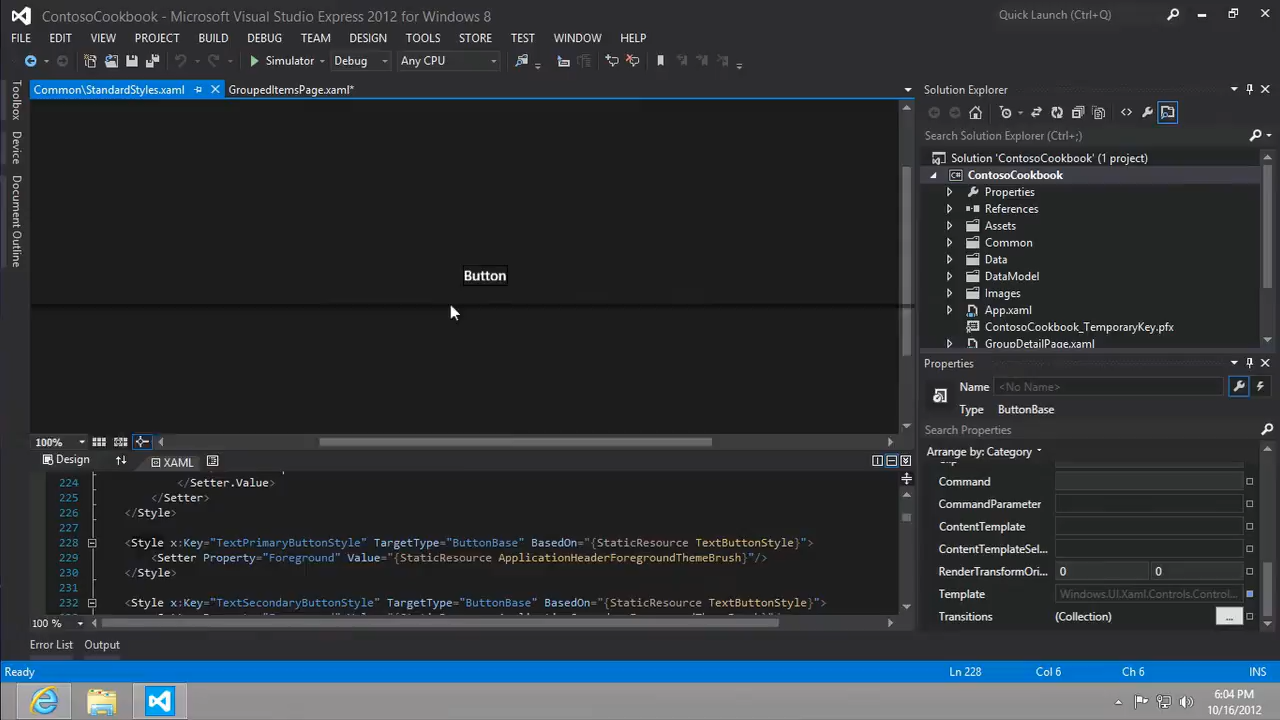 ContosoCookbook - Microsoft Visual Studio Express 2012 for Windows 8
Quick Launch (Ctrl+Q)
FILE EDIT VIEW PROJECT BUILD DEBUG TEAM DESIGN TOOLS STORE TEST WINDOW HELP
Simulator Debug Any CPU
Common\StandardStyles.xaml
GroupedItemsPage.xaml*
Toolbox
Device
Document Outline
Button
100%
Design
XAML
224 </Setter.Value>
225 </Setter>
226 </Style>
227
228 <Style x:Key="TextPrimaryButtonStyle" TargetType="ButtonBase" BasedOn="{StaticResource TextButtonStyle}">
229 <Setter Property="Foreground" Value="{StaticResource ApplicationHeaderForegroundThemeBrush}"/>
230 </Style>
231
232 <Style x:Key="TextSecondaryButtonStyle" TargetType="ButtonBase" BasedOn="{StaticResource TextButtonStyle}">
100 %
Error List Output
Solution Explorer
Search Solution Explorer (Ctrl+;)
Solution 'ContosoCookbook' (1 project)
ContosoCookbook
Properties
References
Assets
Common
Data
DataModel
Images
App.xaml
ContosoCookbook_TemporaryKey.pfx
GroupDetailPage.xaml
Properties
Name <No Name>
Type ButtonBase
Search Properties
Arrange by: Category
Command
CommandParameter
ContentTemplate
ContentTemplateSel...
RenderTransformOri... 0 0
Template Windows.UI.Xaml.Controls.Control...
Transitions (Collection) ...
Ready
Ln 228 Col 6 Ch 6 INS
6:04 PM
10/16/2012